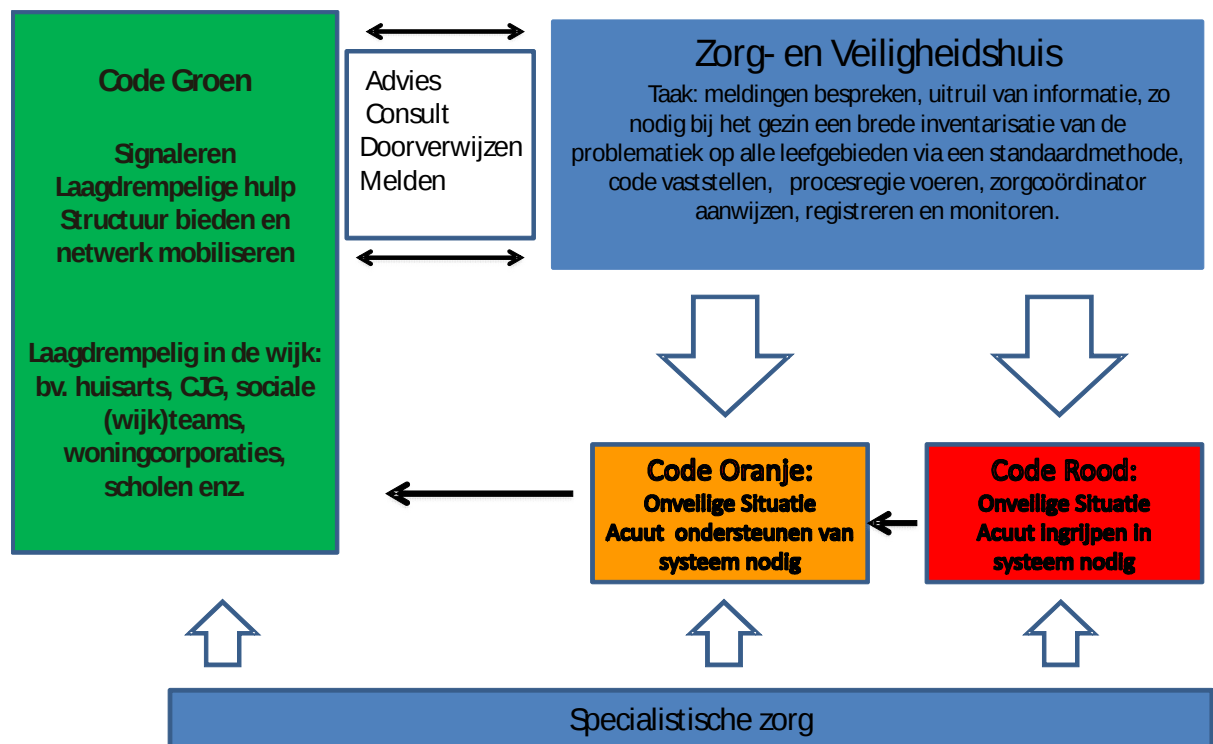 Code Groen
Signaleren
Laagdrempelige hulp
Structuur bieden en
netwerk mobiliseren
Laagdrempelig in de wijk:
bv. huisarts, CJG, sociale
(wijk)teams,
woningcorporaties,
scholen enz.
Advies
Consult
Doorverwijzen
Melden
Zorg- en Veiligheidshuis
Taak: meldingen bespreken, uitruil van informatie, zo
nodig bij het gezin een brede inventarisatie van de
problematiek op alle leefgebieden via een standaardmethode,
code vaststellen, procesregie voeren, zorgcoördinator
aanwijzen, registreren en monitoren.
Code Oranje:
Onveilige Situatie
Acuut ondersteunen van
systeem nodig
Code Rood:
Onveilige Situatie
Acuut ingrijpen in
systeem nodig
Specialistische zorg